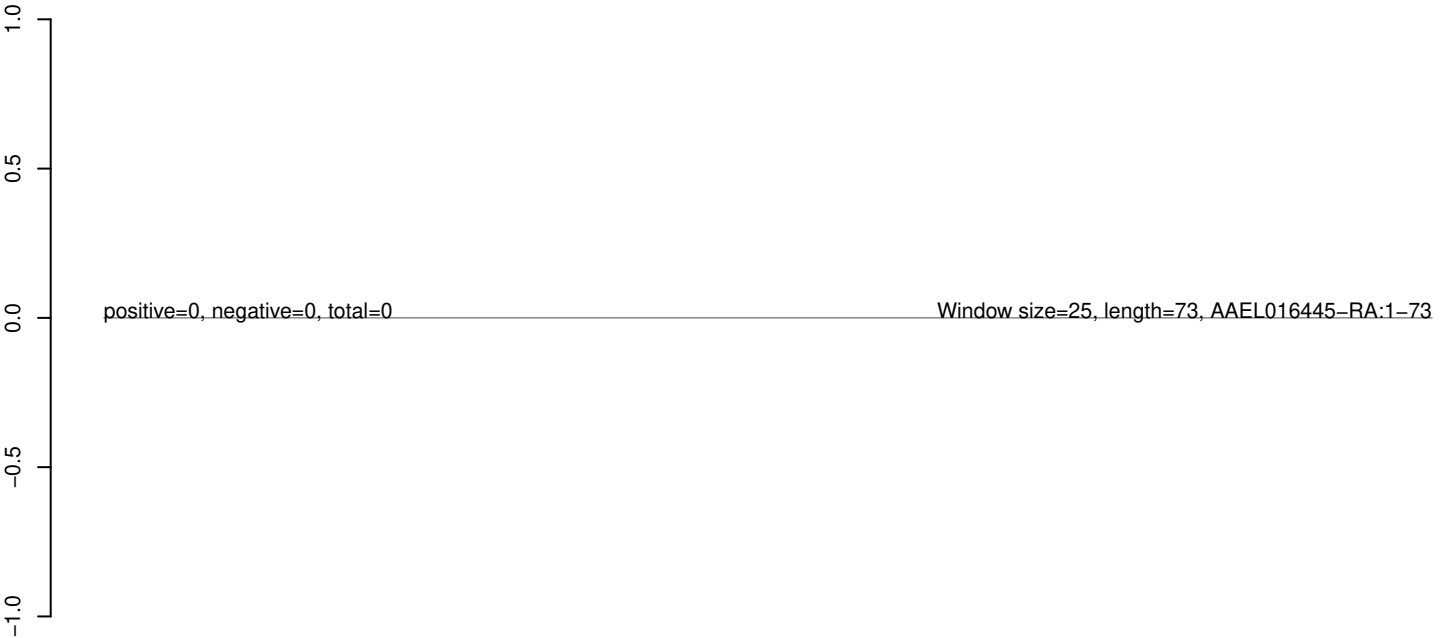 1.0
0.5
0.0
−0.5
−1.0
positive=0, negative=0, total=0
Window size=25, length=73, AAEL016445−RA:1−73